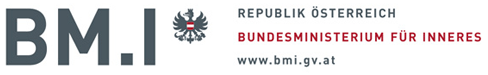 BM.I
REPUBLIK ÖSTERREICH
BUNDESMINISTERIUM FÜR INNERES
www.bmi.gv.at